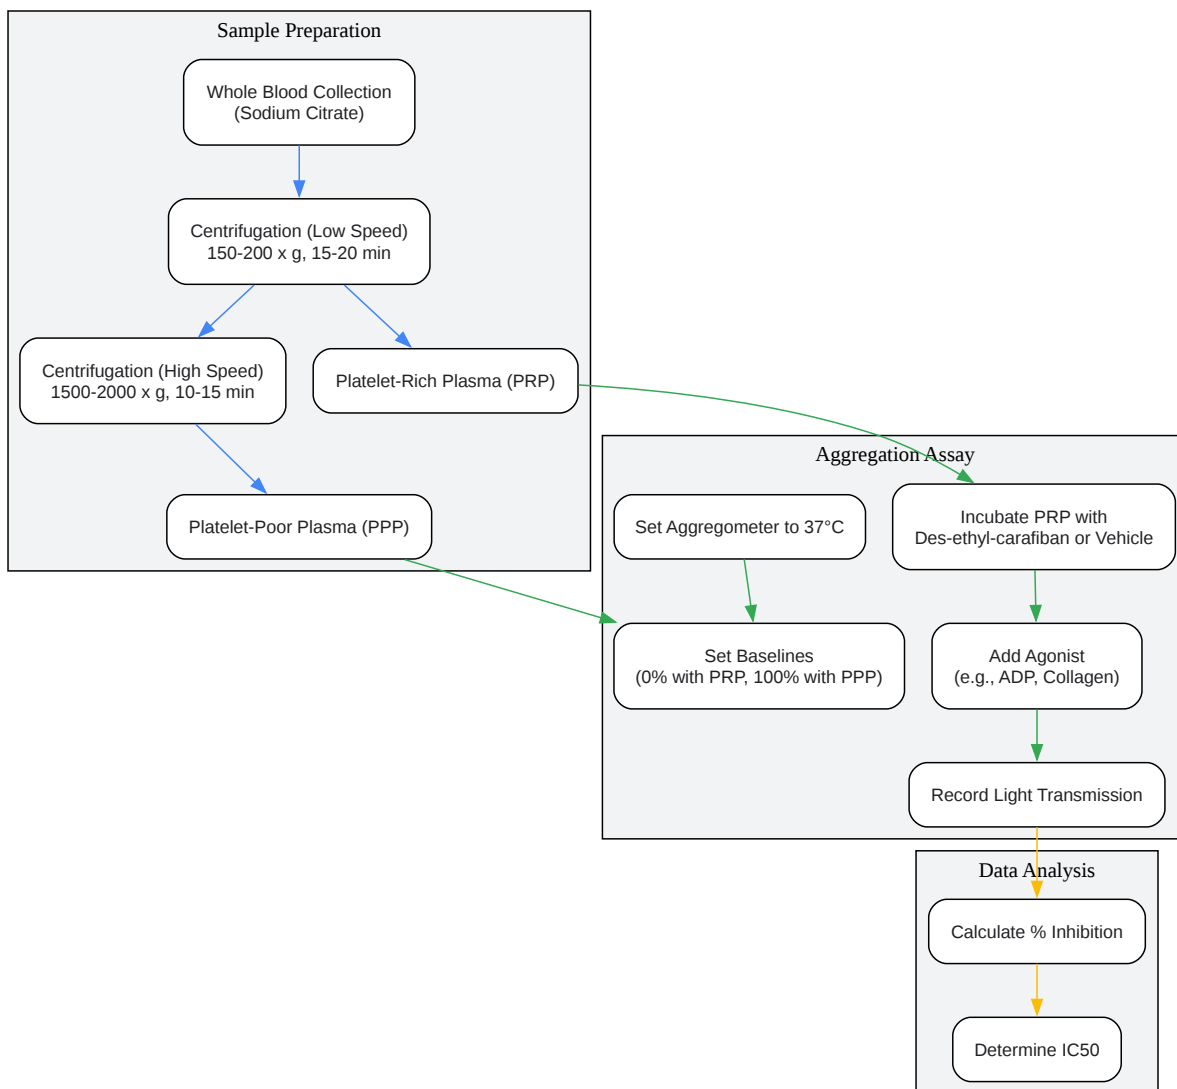 Sample Preparation
Whole Blood Collection
(Sodium Citrate)
Centrifugation (Low Speed)
150-200 x g, 15-20 min
Centrifugation (High Speed)
1500-2000 x g, 10-15 min
Platelet-Rich Plasma (PRP)
Platelet-Poor Plasma (PPP)
Aggregation Assay
Set Aggregometer to 37°C
Incubate PRP with
Des-ethyl-carafiban or Vehicle
Set Baselines
(0% with PRP, 100% with PPP)
Add Agonist
(e.g., ADP, Collagen)
Record Light Transmission
Data Analysis
Calculate % Inhibition
Determine IC50